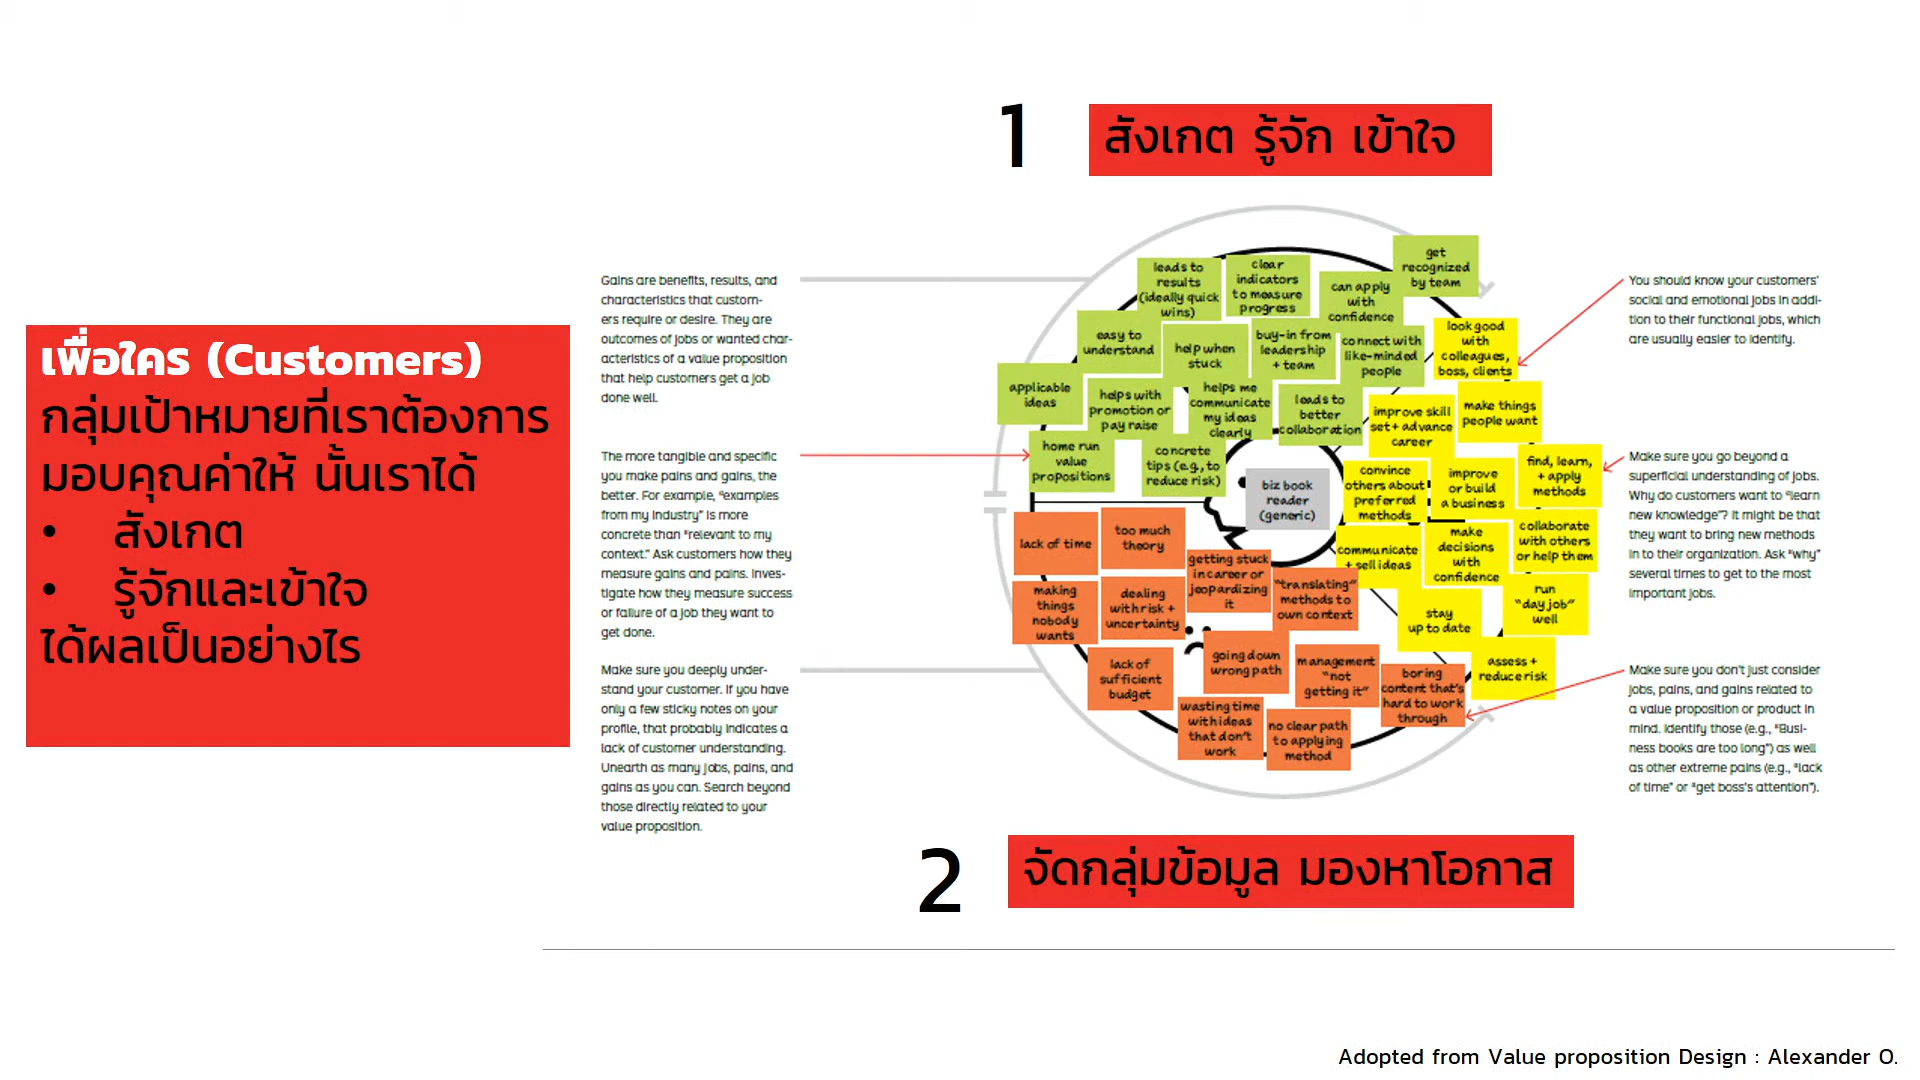 1
สังเกต รู้จัก เข้าใจ
เพื่อใคร (Customers)
กลุ่มเป้าหมายที่เราต้องการ
มอบคุณค่าให้ นั้นเราได้
• สังเกต
• รู้จักและเข้าใจ
ได้ผลเป็นอย่างไร
Gains are benefits, results, and
characteristics that custom-
ers require or desire. They are
outcomes of jobs or wanted char-
acteristics of a value proposition
that help customers get a job
done well.
The more tangible and specific
you make pains and gains, the
better. For example, “examples
from my industry” is more
concrete than “relevant to my
context.” Ask customers how they
measure gains and pains. Inves-
tigate how they measure success
or failure of a job they want to
get done.
Make sure you deeply under-
stand your customer. If you have
only a few sticky notes on your
profile, that probably indicates a
lack of customer understanding.
Unearth as many jobs, pains, and
gains as you can. Search beyond
those directly related to your
value proposition.
leads to
results
(ideally quick
wins)
clear
indicators
to measure
progress
can apply
with
confidence
get
recognized
by team
easy to
understand
help when
stuck
buy-in from
leadership
+ team
connect with
like-minded
people
applicable
ideas
helps with
promotion or
pay raise
helps me
communicate
my ideas
clearly
leads to
better
collaboration
home run
value
propositions
concrete
tips (e.g., to
reduce risk)
biz book
reader
(generic)
look good
with
colleagues,
boss, clients
improve skill
set + advance
career
make things
people want
convince
others about
preferred
methods
improve
or build
a business
find, learn,
+ apply
methods
communicate
+ sell ideas
make
decisions
with
confidence
collaborate
with others
or help them
stay
up to date
run
“day job”
well
assess +
reduce risk
lack of time
too much
theory
getting stuck
in career or
jeopardizing
it
“translating”
methods to
own context
making
things
nobody
wants
dealing
with risk +
uncertainty
lack of
sufficient
budget
going down
wrong path
management
“not
getting it”
boring
content that's
hard to work
through
wasting time
with ideas
that don't
work
no clear path
to applying
method
You should know your customers’
social and emotional jobs in addi-
tion to their functional jobs, which
are usually easier to identify.
Make sure you go beyond a
superficial understanding of jobs.
Why do customers want to “learn
new knowledge”? It might be that
they want to bring new methods
in to their organization. Ask “why”
several times to get to the most
important jobs.
Make sure you don't just consider
jobs, pains, and gains related to
a value proposition or product in
mind. Identify those (e.g., “Busi-
ness books are too long”) as well
as other extreme pains (e.g., “lack
of time” or “get boss's attention”).
2
จัดกลุ่มข้อมูล มองหาโอกาส
Adopted from Value proposition Design : Alexander O.